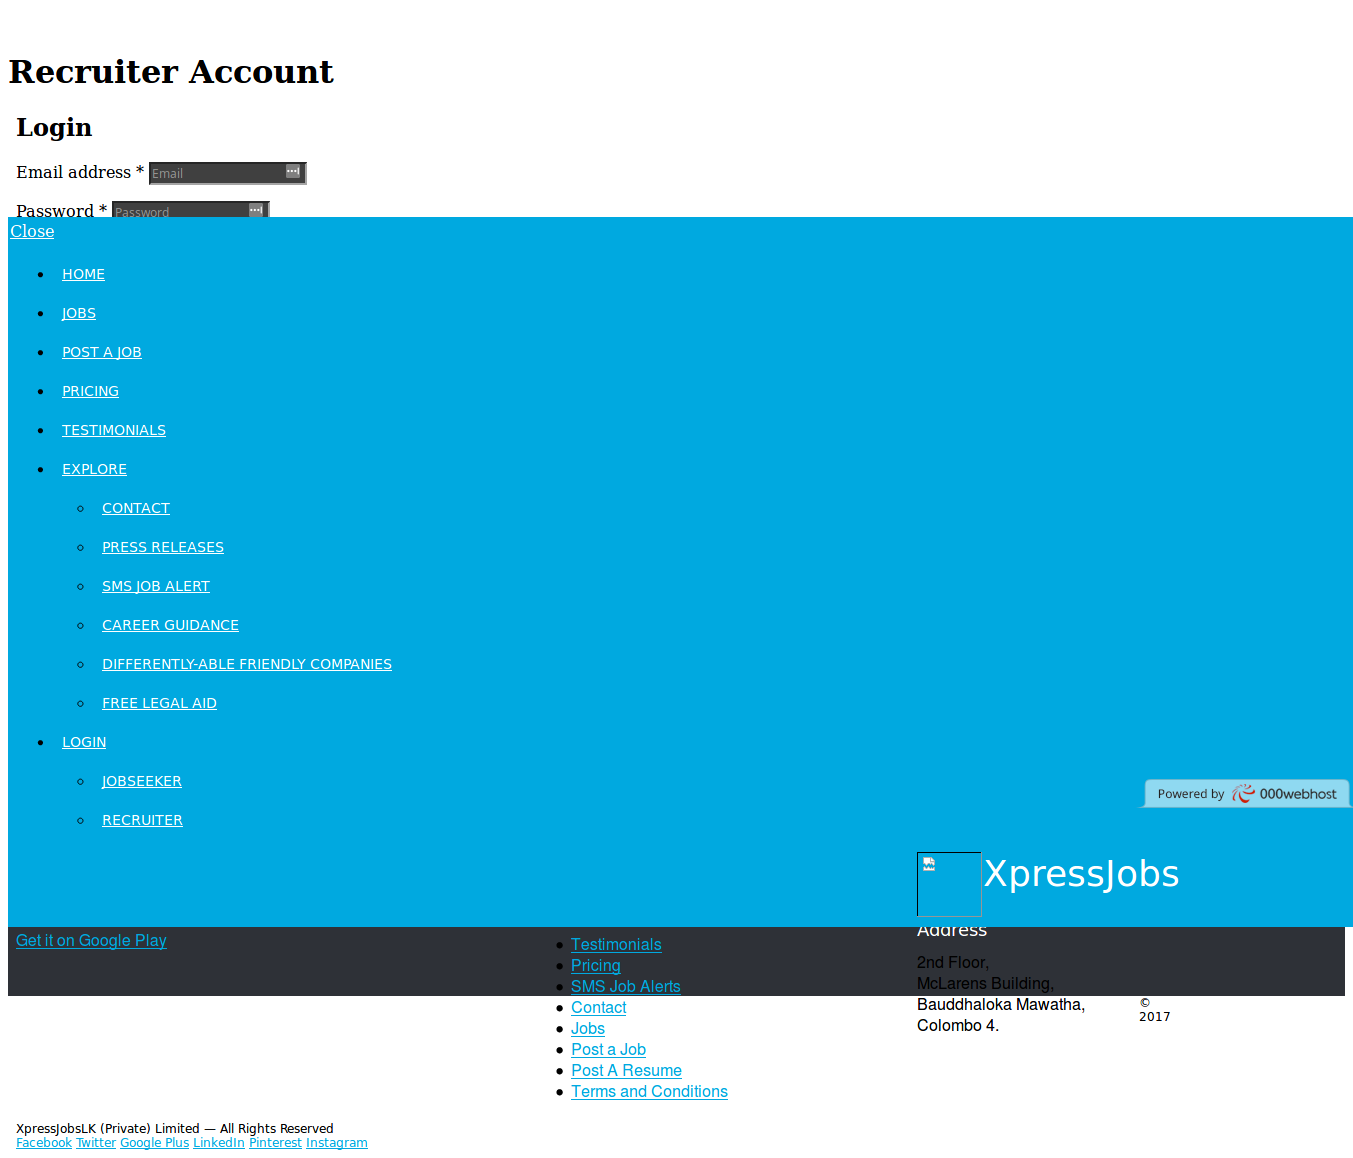 Recruiter Account
Login
Email address * Email
Password * Password
Close
HOME
JOBS
POST A JOB
PRICING
TESTIMONIALS
EXPLORE
CONTACT
PRESS RELEASES
SMS JOB ALERT
CAREER GUIDANCE
DIFFERENTLY-ABLE FRIENDLY COMPANIES
FREE LEGAL AID
LOGIN
JOBSEEKER
RECRUITER
Powered by 000webhost
XpressJobs
Get it on Google Play
Testimonials
Pricing
SMS Job Alerts
Contact
Jobs
Post a Job
Post A Resume
Terms and Conditions
Address
2nd Floor,
McLarens Building,
Bauddhaloka Mawatha,
Colombo 4.
©
2017
XpressJobsLK (Private) Limited — All Rights Reserved
Facebook Twitter Google Plus LinkedIn Pinterest Instagram